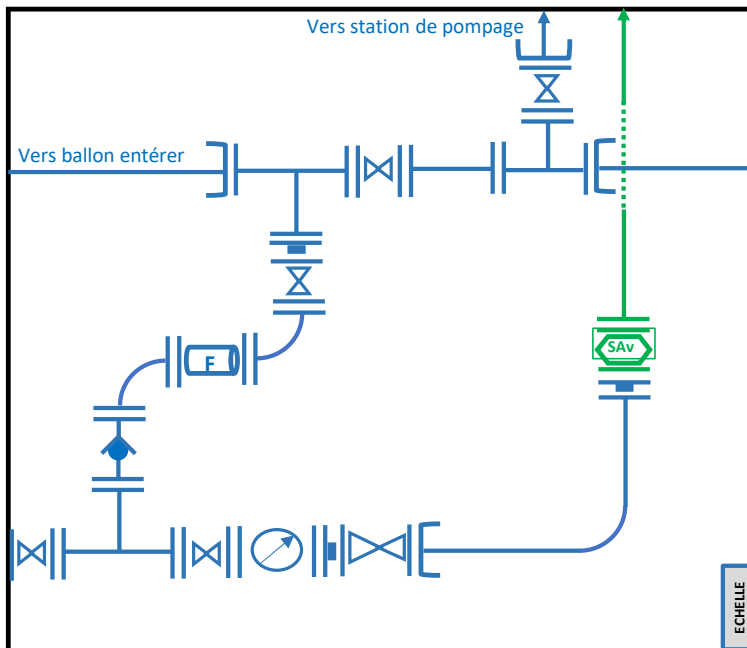 Vers station de pompage
Vers ballon entérer
F
SAv
ECHELLE